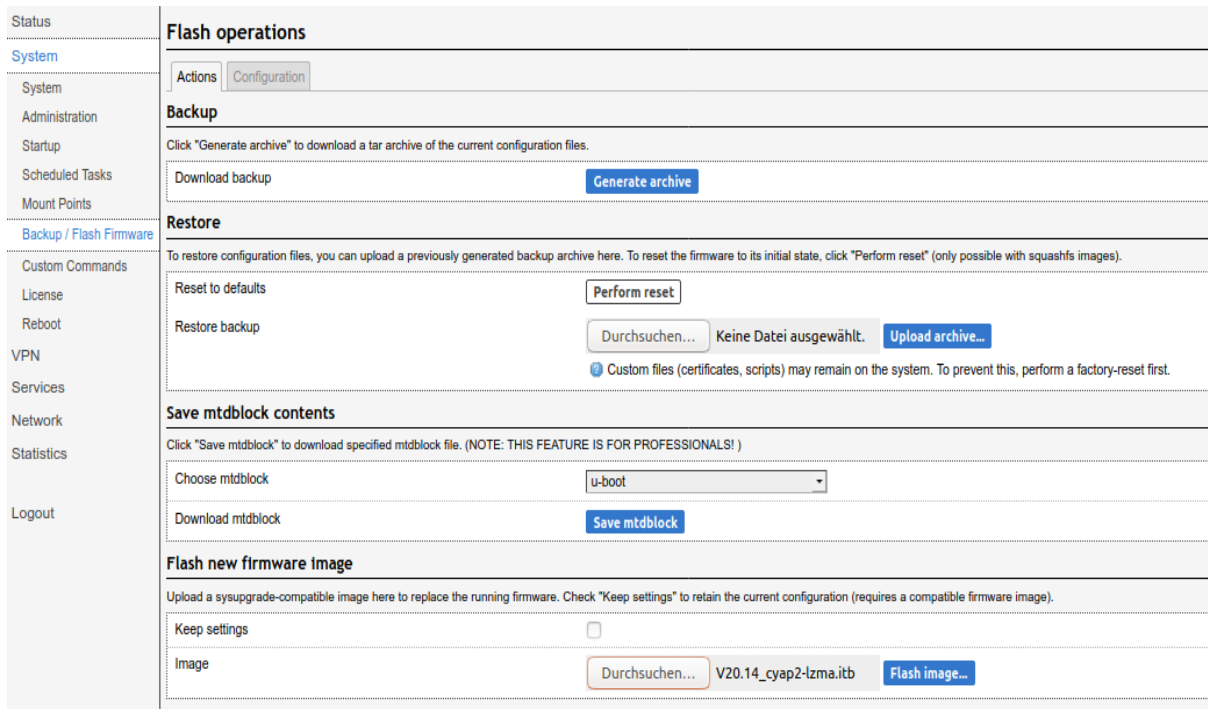 Status
System
System
Administration
Startup
Scheduled Tasks
Mount Points
Backup / Flash Firmware
Custom Commands
License
Reboot
VPN
Services
Network
Statistics
Logout
Flash operations
Actions Configuration
Backup
Click "Generate archive" to download a tar archive of the current configuration files.
Download backup Generate archive
Restore
To restore configuration files, you can upload a previously generated backup archive here. To reset the firmware to its initial state, click "Perform reset" (only possible with squashfs images).
Reset to defaults Perform reset
Restore backup Durchsuchen... Keine Datei ausgewählt. Upload archive...
Custom files (certificates, scripts) may remain on the system. To prevent this, perform a factory-reset first.
Save mtdblock contents
Click "Save mtdblock" to download specified mtdblock file. (NOTE: THIS FEATURE IS FOR PROFESSIONALS! )
Choose mtdblock u-boot
Download mtdblock Save mtdblock
Flash new firmware image
Upload a sysupgrade-compatible image here to replace the running firmware. Check "Keep settings" to retain the current configuration (requires a compatible firmware image).
Keep settings
Image Durchsuchen... V20.14_cyap2-lzma.itb Flash image...